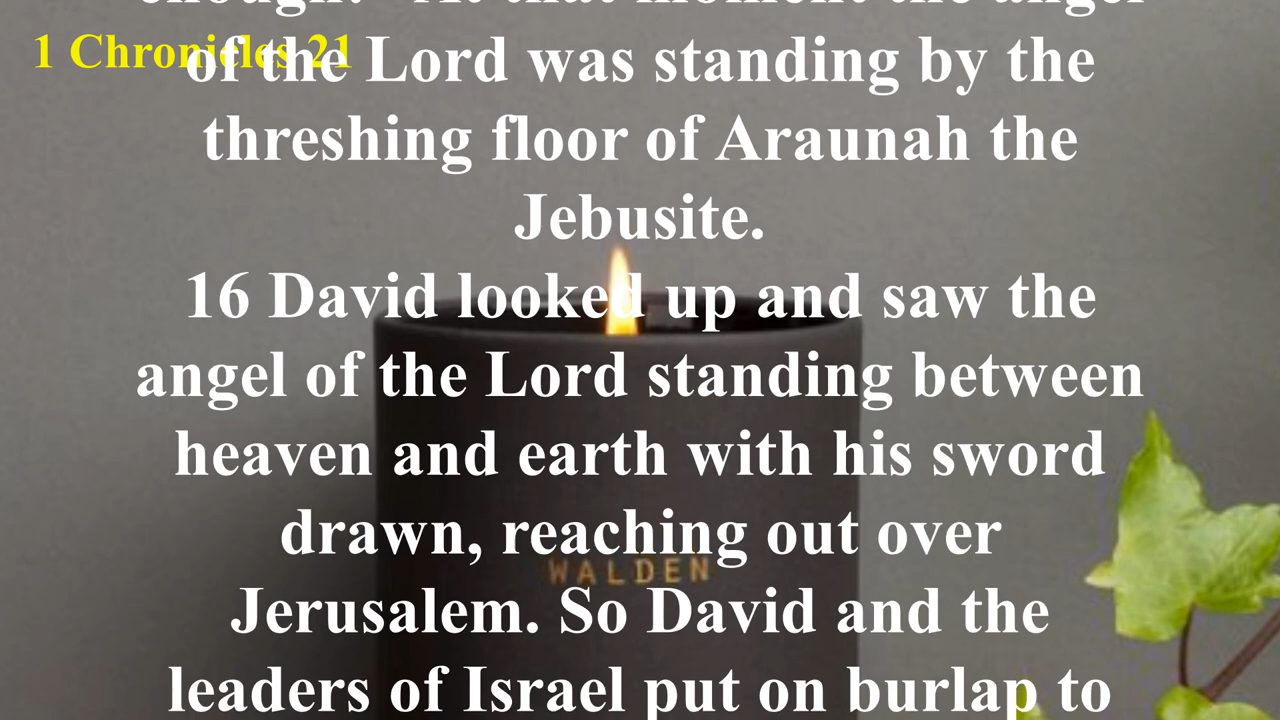 1 Chronicles 21
of the Lord was standing by the
threshing floor of Araunah the
Jebusite.
16 David looked up and saw the
angel of the Lord standing between
heaven and earth with his sword
drawn, reaching out over
WALDEN
Jerusalem. So David and the
leaders of Israel put on burlap to